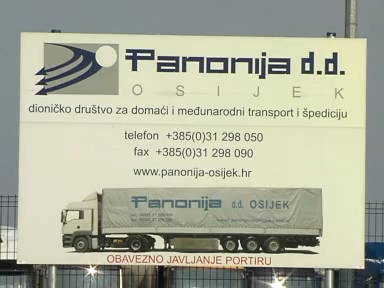 Panonija d.d.
OSIJEK
dioničko društvo za domaći i međunarodni transport i špediciju
telefon +385(0)31 298 050
fax +385(0)31 298 090
www.panonija-osijek.hr
Panonija d.d. OSIJEK
OBAVEZNO JAVLJANJE PORTIRU